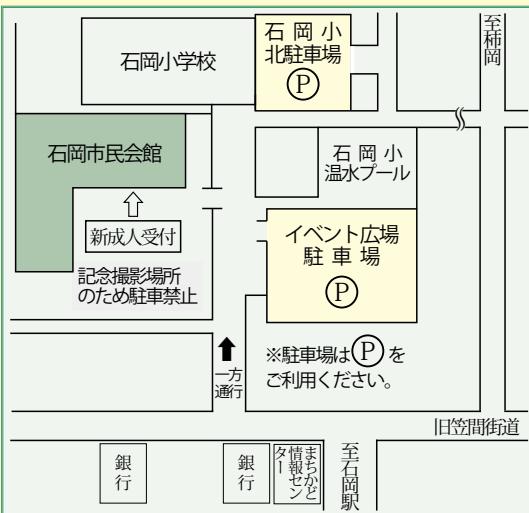 石岡小学校
石岡小
北駐車場
Ⓟ
至柿岡
石岡市民会館
石岡小
温水プール
新成人受付
イベント広場
駐車場
Ⓟ
記念撮影場所
のため駐車禁止
一方
通行
※駐車場はⓅを
ご利用ください。
旧笠間街道
銀行
銀行
まちかど
情報セン
ター
至石岡駅